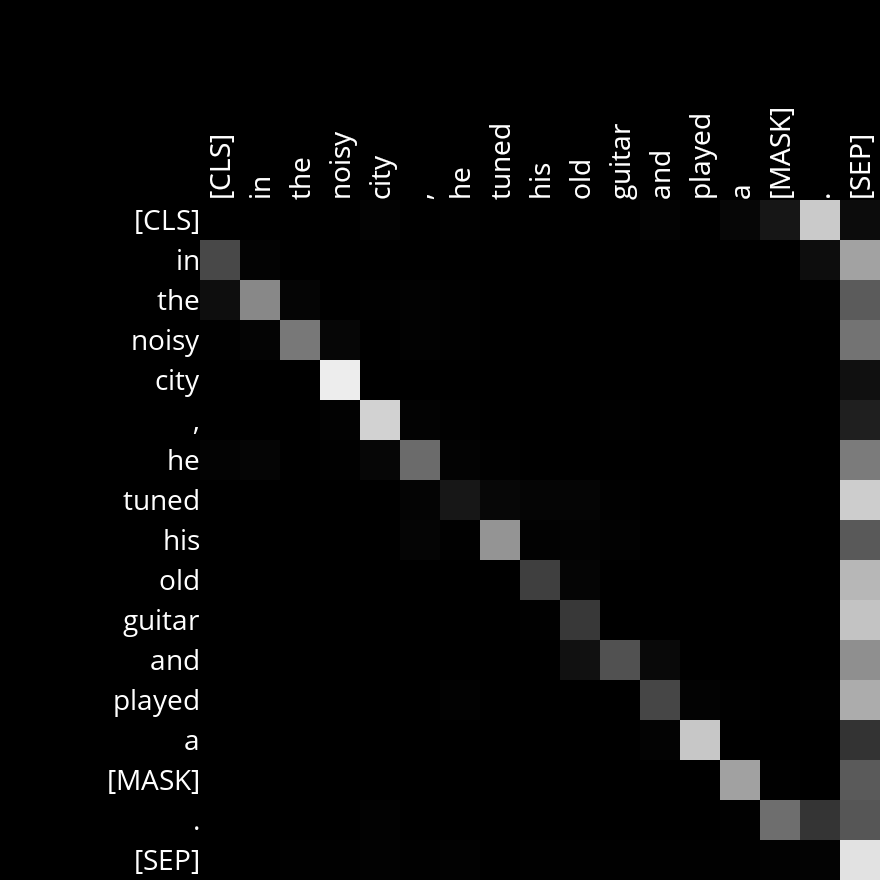 [CLS] in the noisy city , he tuned his old guitar and played a [MASK] . [SEP]
[CLS]
in
the
noisy
city
,
he
tuned
his
old
guitar
and
played
a
[MASK]
.
[SEP]